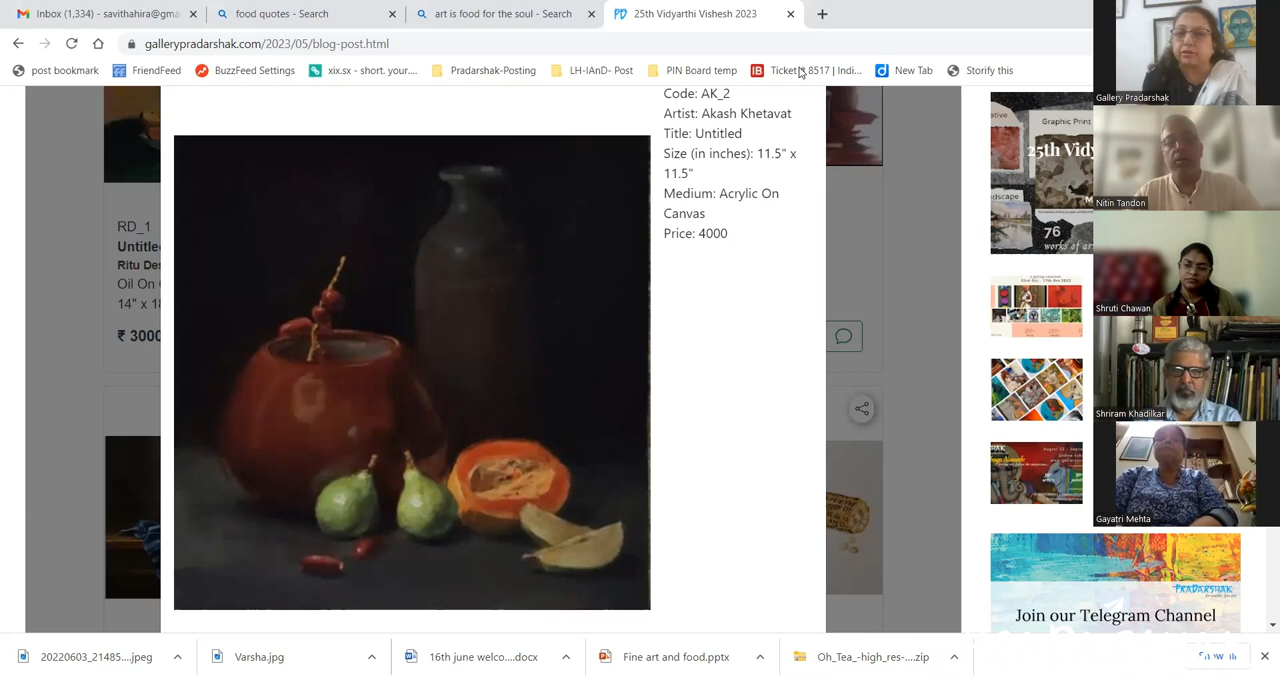 Inbox (1,334) - savithahira@gma
food quotes - Search
art is food for the soul - Search
25th Vidyarthi Vishesh 2023
gallerypradarshak.com/2023/05/blog-post.html
post bookmark
FriendFeed
BuzzFeed Settings
xix.sx - short. your....
Pradarshak-Posting
LH-IAnD- Post
PIN Board temp
8517 | Indi...
New Tab
Storify this
Code: AK_2
Artist: Akash Khetavat
Title: Untitled
Size (in inches): 11.5" x
11.5"
Medium: Acrylic On
Canvas
Price: 4000
RD_1
Ritu Des
Oil On
14" x 18
₹ 3000
Graphic Print
25th Vidy
76
works of ar
Gallery Pradarshak
Nitin Tandon
Shruti Chawan
Shriram Khadilkar
Gayatri Mehta
PRADARSHAK
Join our Telegram Channel
20220603_21485....jpeg
Varsha.jpg
16th june welco....docx
Fine art and food.pptx
Oh_Tea_-high_res-....zip